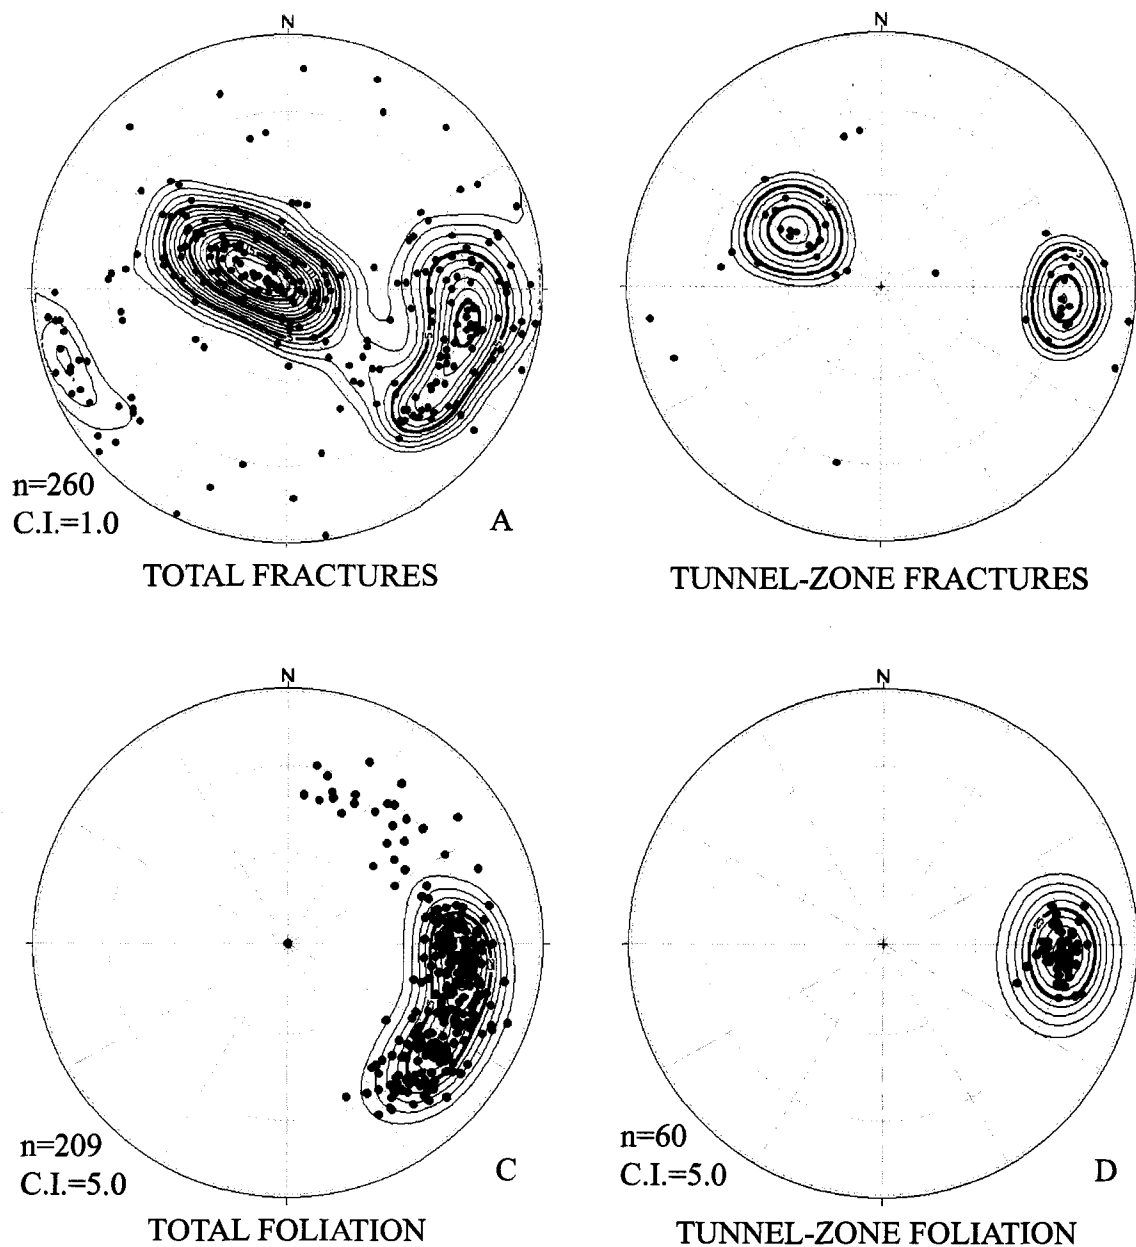 N
N
n=260
C.I.=1.0
A
TOTAL FRACTURES
TUNNEL-ZONE FRACTURES
N
N
n=209
C.I.=5.0
C
n=60
C.I.=5.0
D
TOTAL FOLIATION
TUNNEL-ZONE FOLIATION